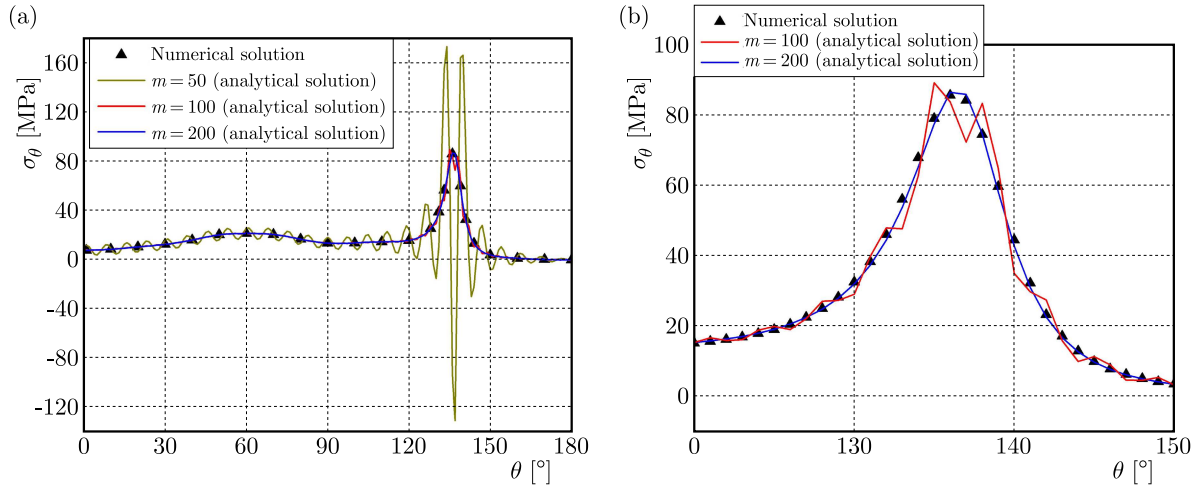 (a)
σθ [MPa]
Numerical solution
m = 50 (analytical solution)
m = 100 (analytical solution)
m = 200 (analytical solution)
160
120
80
40
0
-40
-80
-120
0 30 60 90 120 150 180
θ [°]
(b)
σθ [MPa]
Numerical solution
m = 100 (analytical solution)
m = 200 (analytical solution)
100
80
60
40
20
0
0 130 140 150
θ [°]